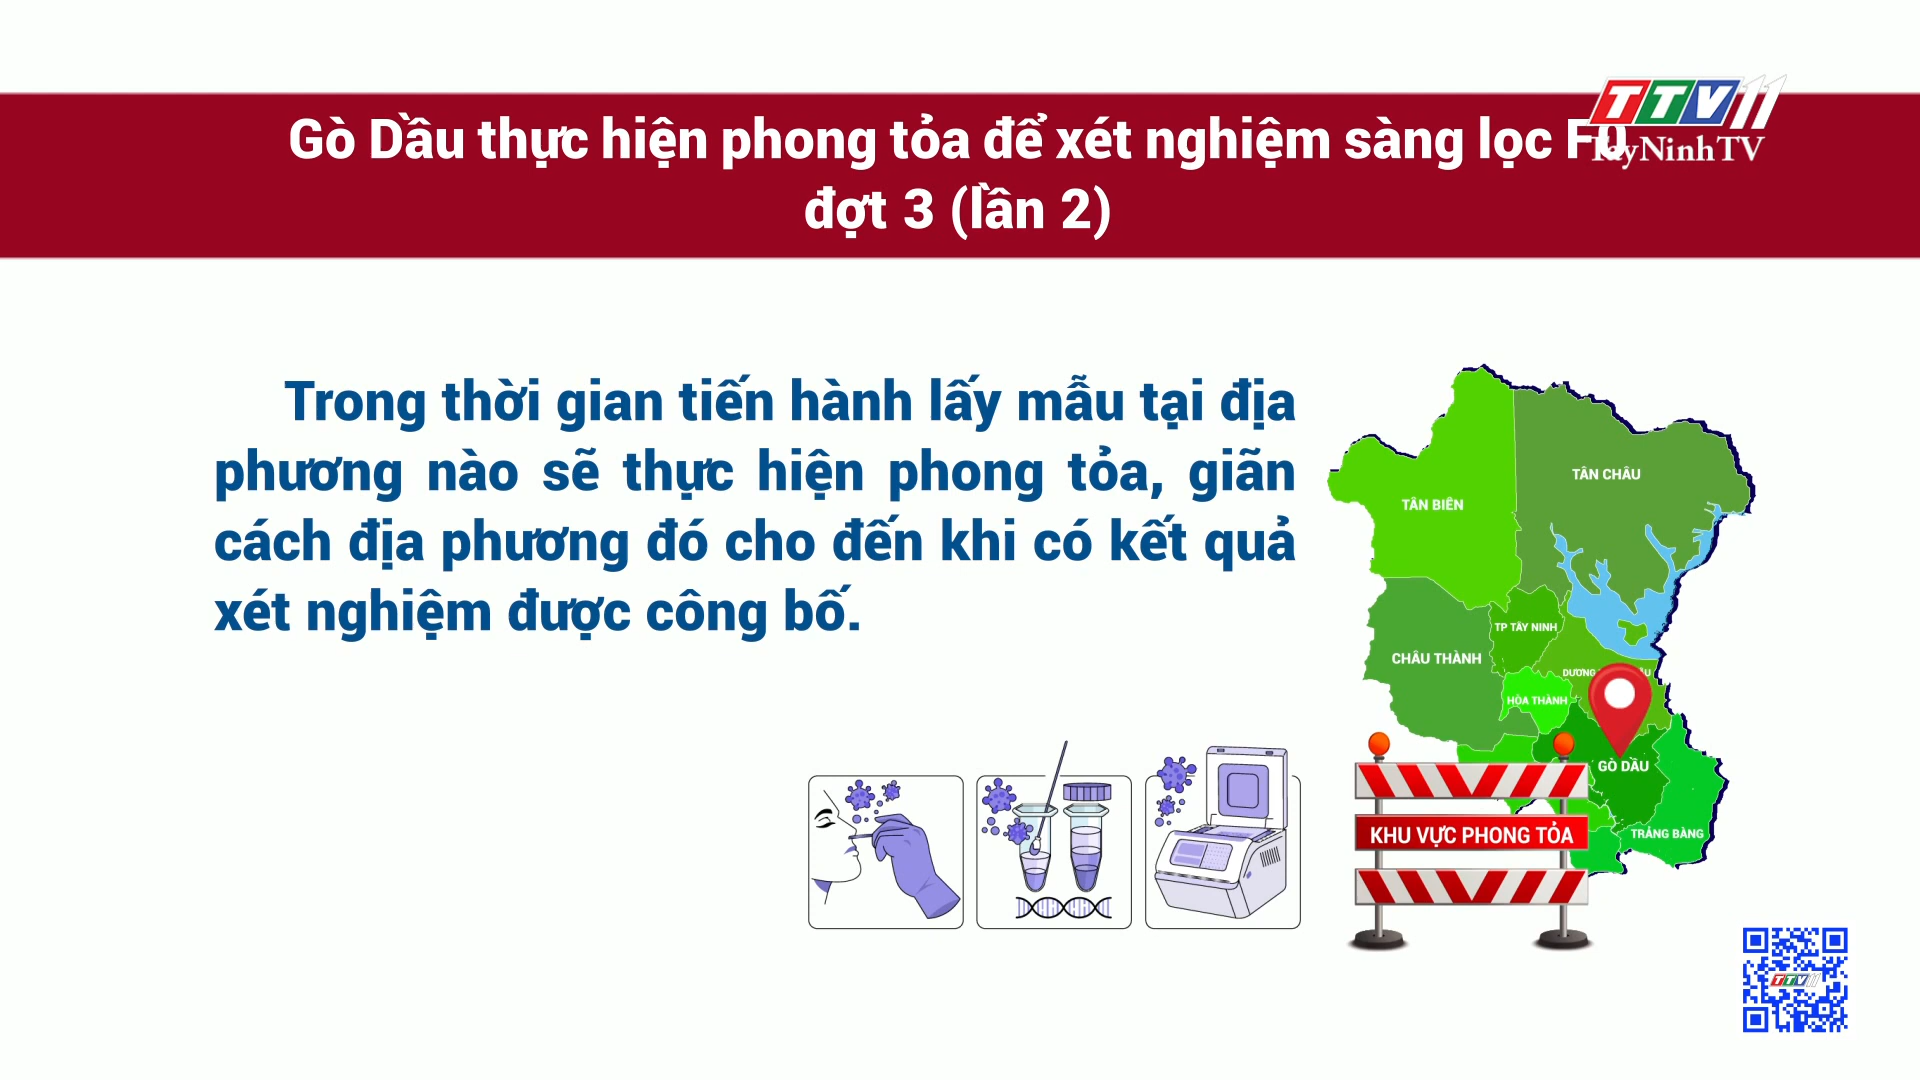 TTV11
TayNinhTV
Gò Dầu thực hiện phong tỏa để xét nghiệm sàng lọc F0
đợt 3 (lần 2)
Trong thời gian tiến hành lấy mẫu tại địa
phương nào sẽ thực hiện phong tỏa, giãn
cách địa phương đó cho đến khi có kết quả
xét nghiệm được công bố.
TÂN CHÂU
TÂN BIÊN
TP TÂY NINH
CHÂU THÀNH
HÒA THÀNH
GÒ DẦU
TRẢNG BÀNG
KHU VỰC PHONG TỎA
TTV11